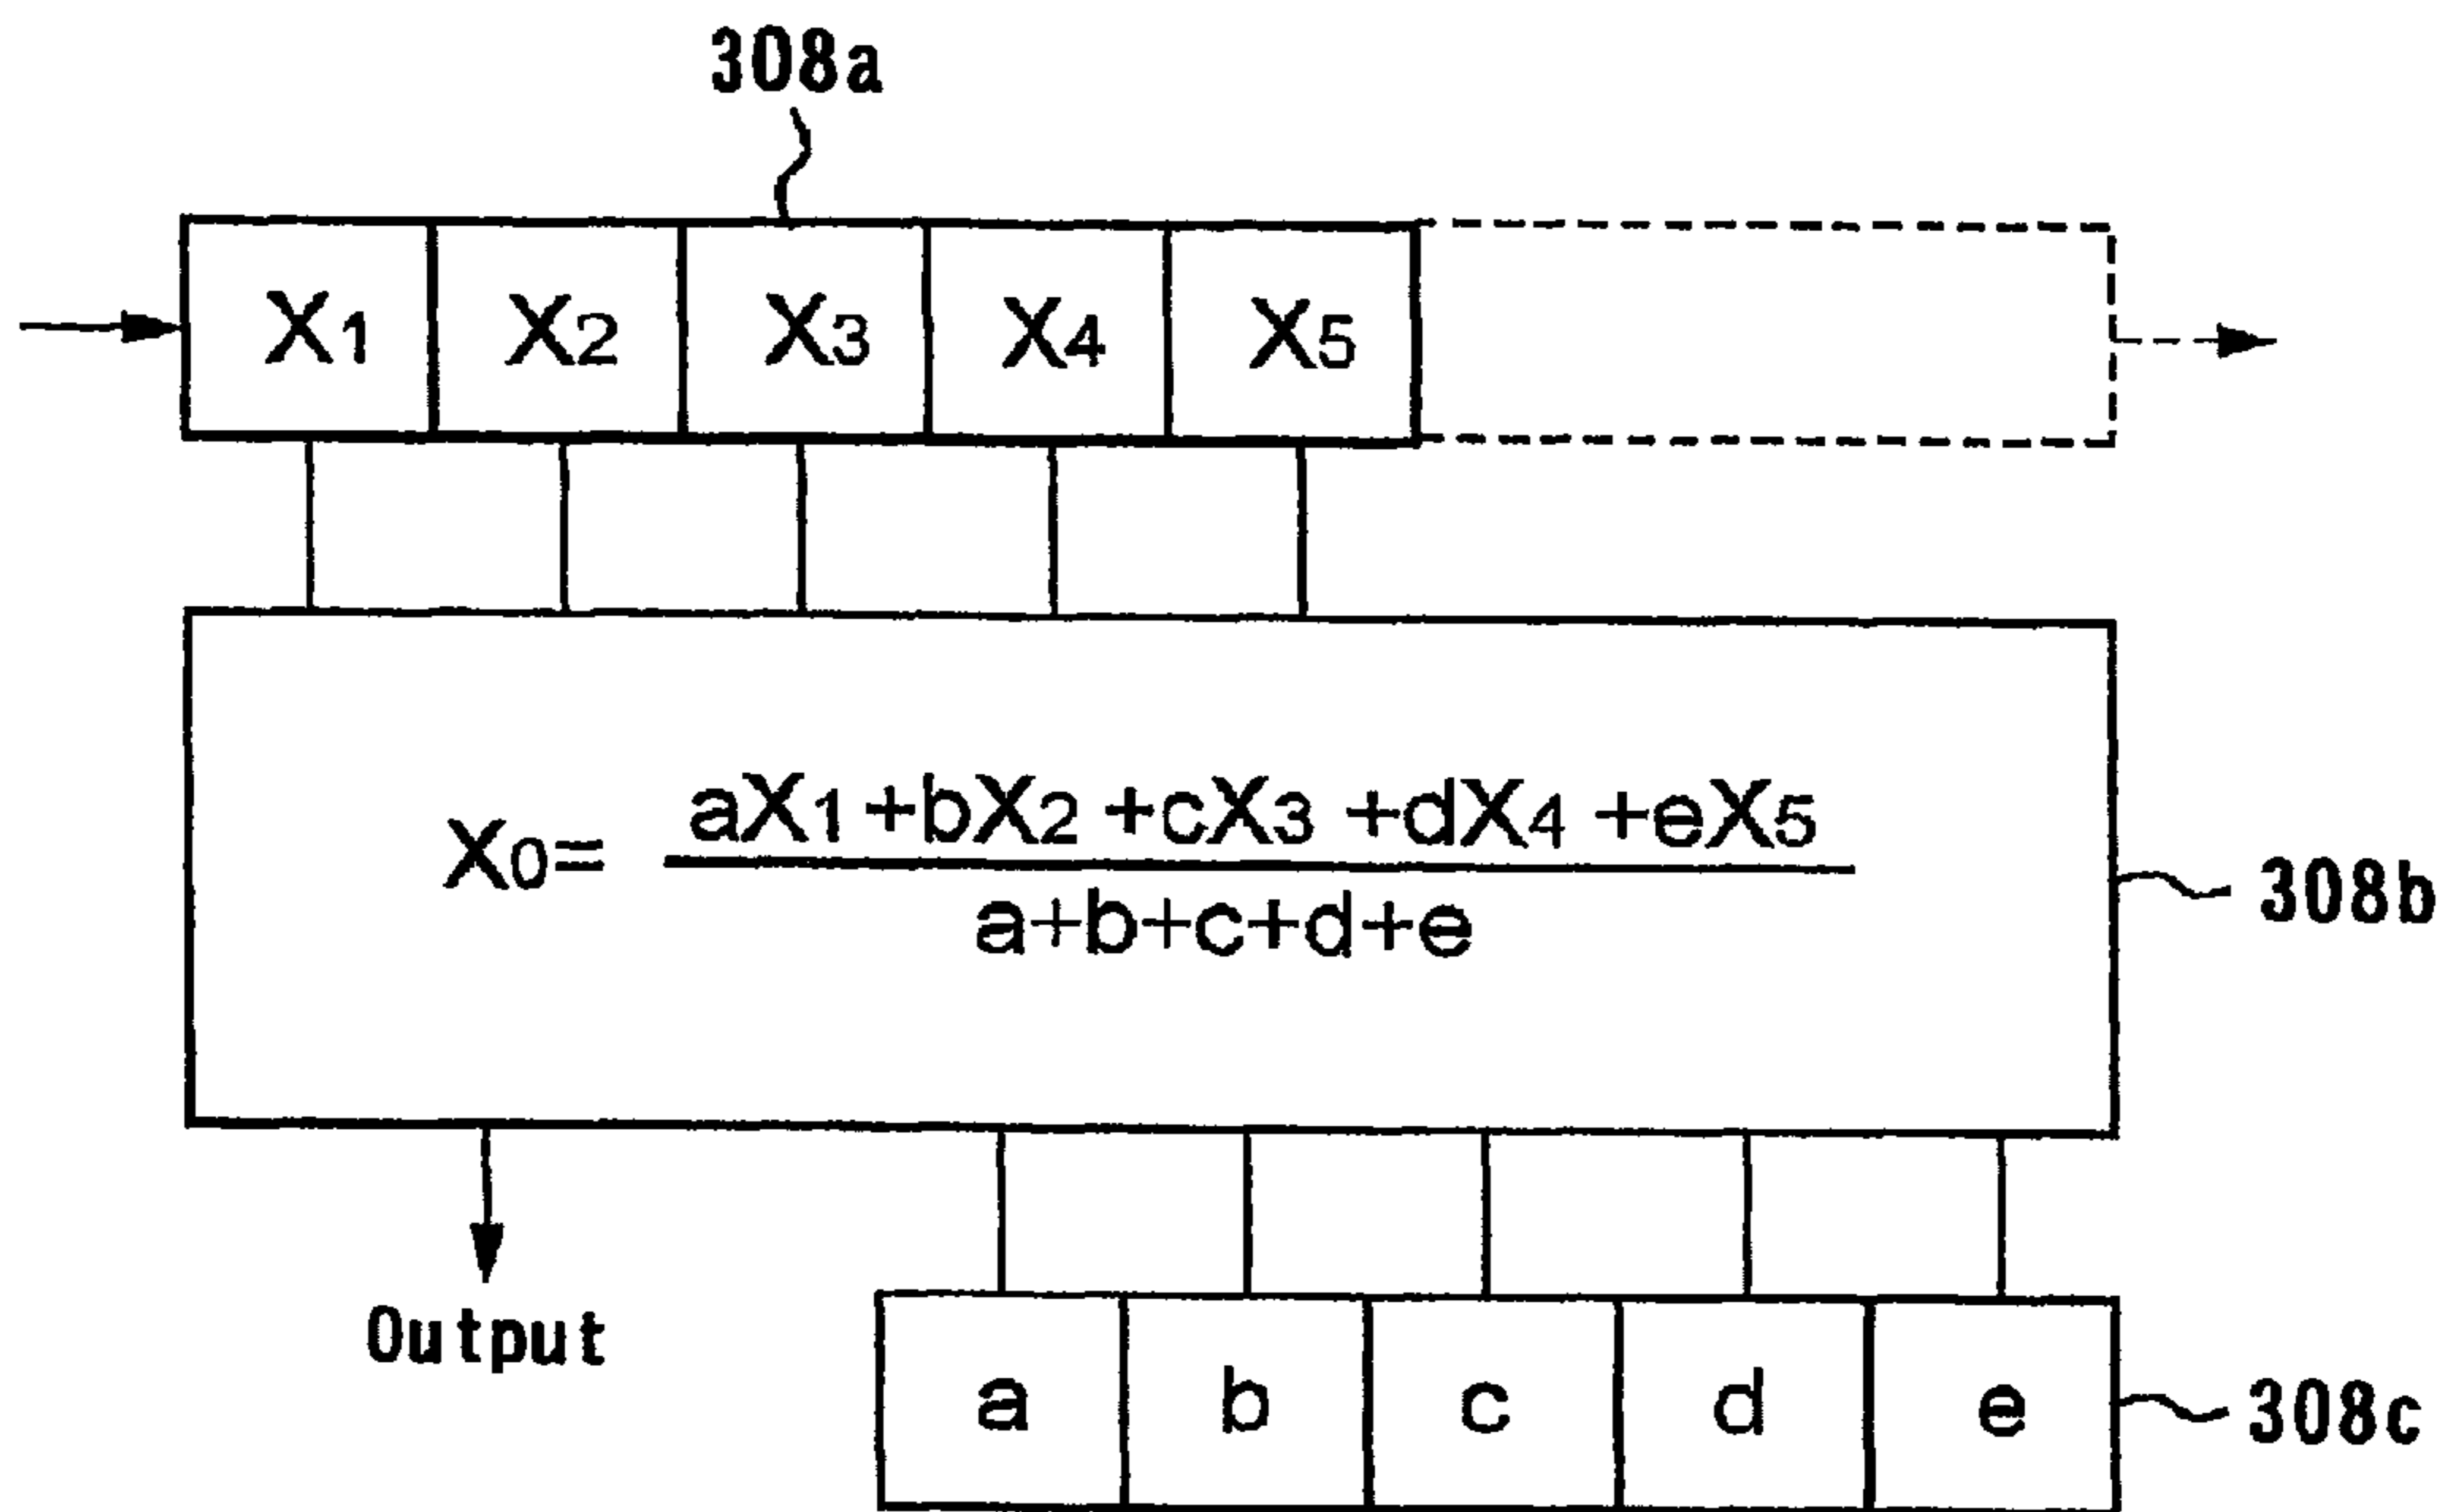 308a
X1 X2 X3 X4 X5
X0= aX1+bX2+cX3+dX4+eX5
a+b+c+d+e
308b
Output
a b c d e
308c